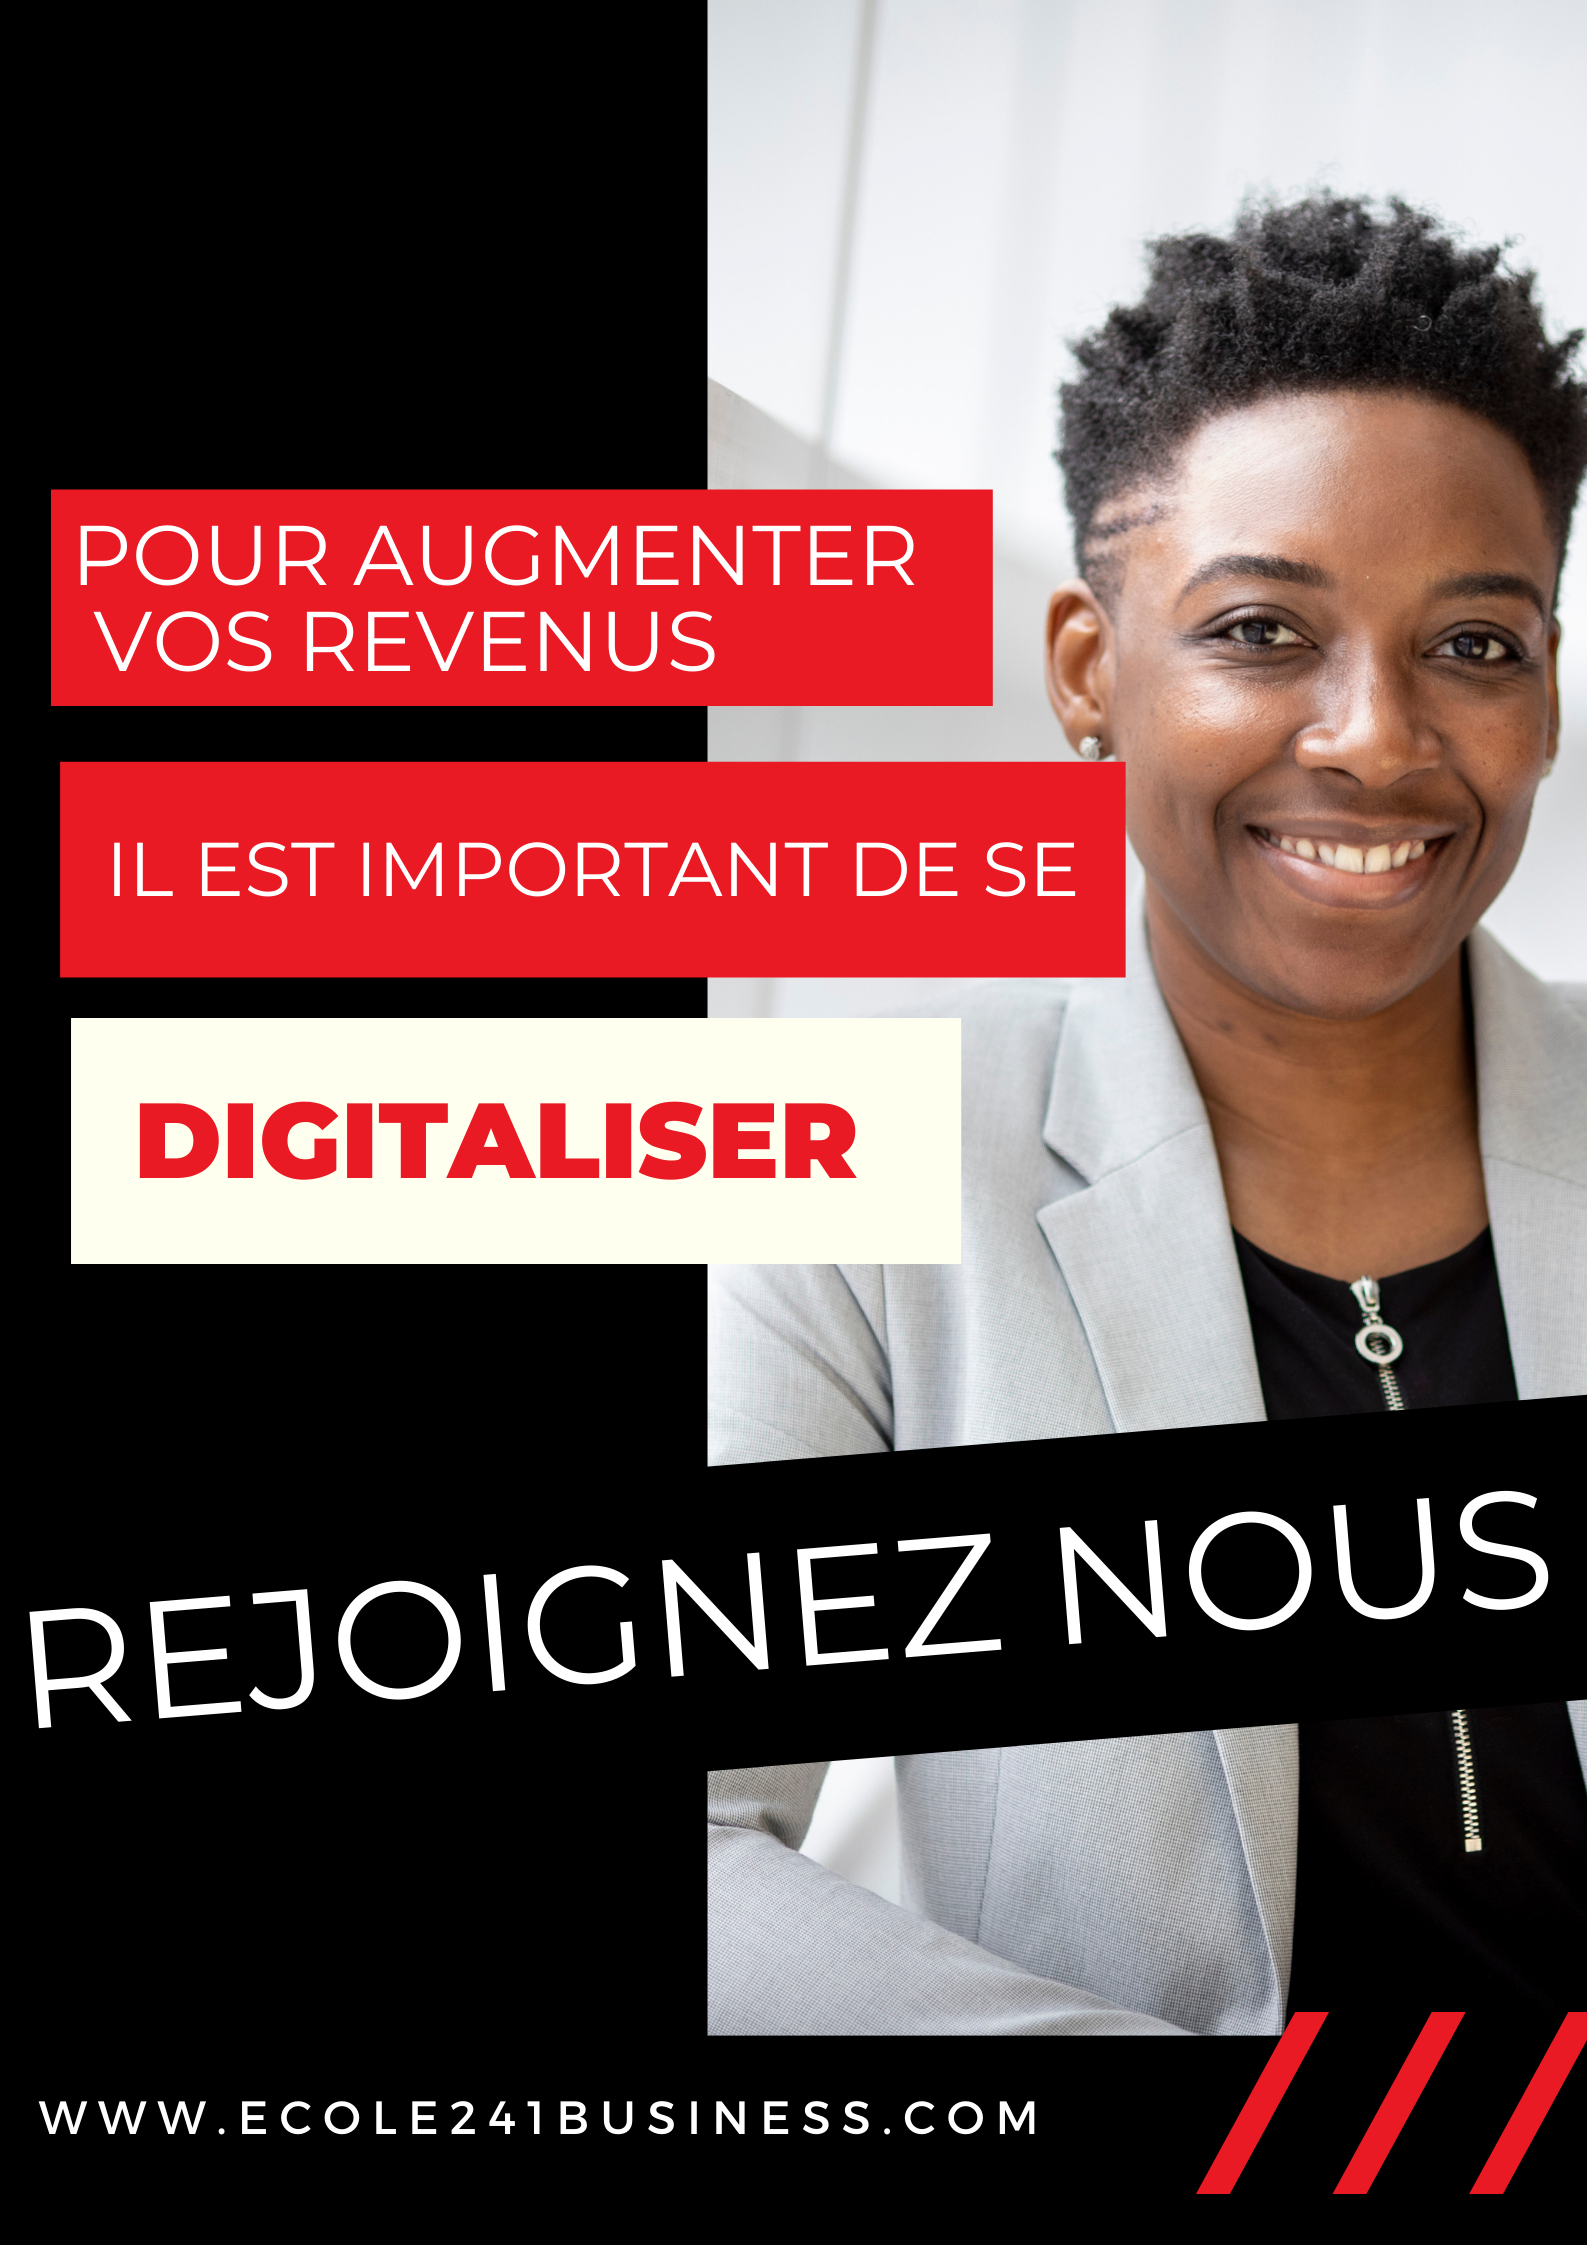 POUR AUGMENTER
VOS REVENUS
IL EST IMPORTANT DE SE
DIGITALISER
REJOIGNEZ NOUS
WWW.ECOLE241BUSINESS.COM